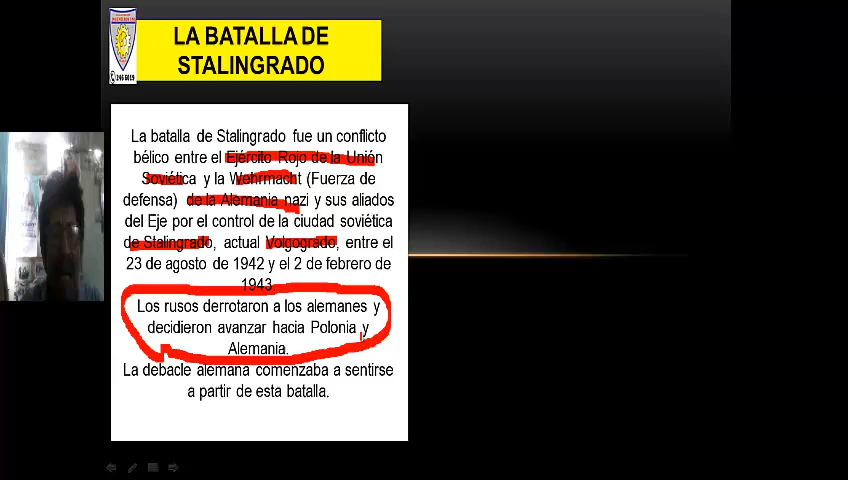 LA BATALLA DE
STALINGRADO
246 6019
La batalla de Stalingrado fue un conflicto
bélico entre el Ejército Rojo de la Unión
Soviética y la Wehrmacht (Fuerza de
defensa) de la Alemania nazi y sus aliados
del Eje por el control de la ciudad soviética
de Stalingrado, actual Volgogrado, entre el
23 de agosto de 1942 y el 2 de febrero de
1943.
Los rusos derrotaron a los alemanes y
decidieron avanzar hacia Polonia y
Alemania.
La debacle alemana comenzaba a sentirse
a partir de esta batalla.